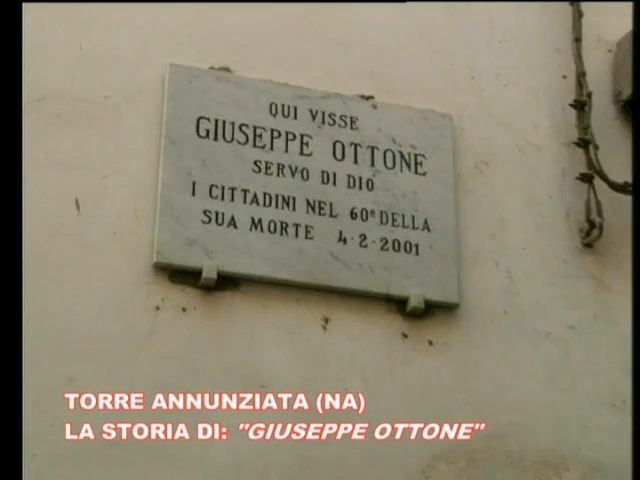 QUI VISSE
GIUSEPPE OTTONE
SERVO DI DIO
I CITTADINI NEL 60º DELLA
SUA MORTE 4·2·2001
TORRE ANNUNZIATA (NA)
LA STORIA DI: "GIUSEPPE OTTONE"